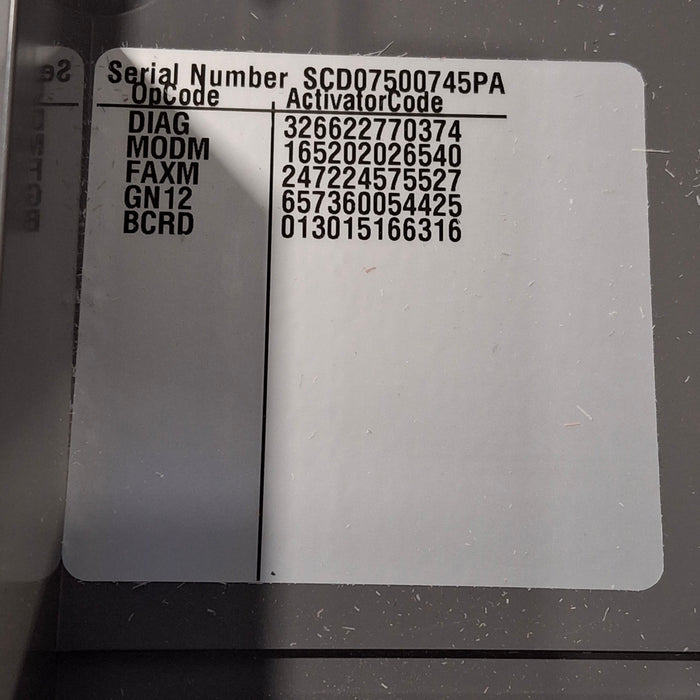 Serial Number SCD07500745PA
OpCode ActivatorCode
DIAG 326622770374
MODM 165202026540
FAXM 247224575527
GN12 657360054425
BCRD 013015166316